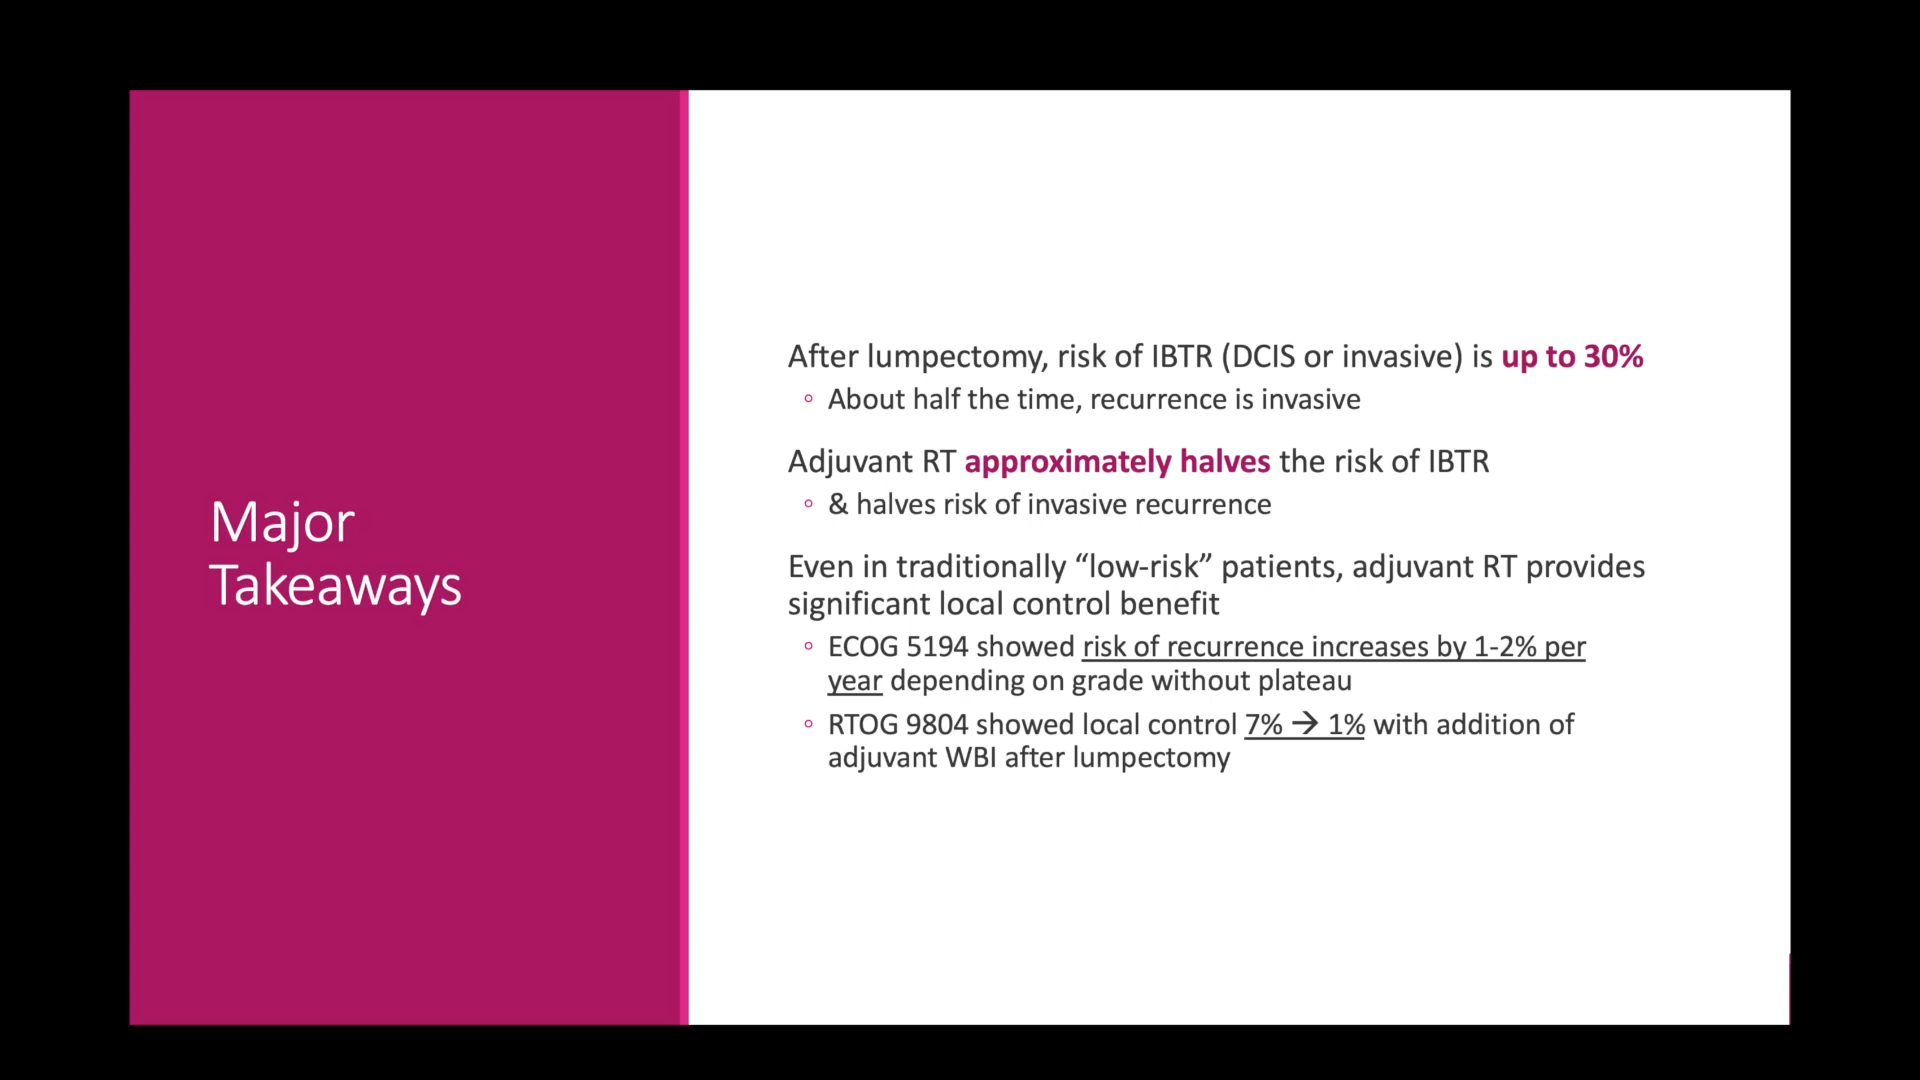 Major
Takeaways
After lumpectomy, risk of IBTR (DCIS or invasive) is up to 30%
◦ About half the time, recurrence is invasive
Adjuvant RT approximately halves the risk of IBTR
◦ & halves risk of invasive recurrence
Even in traditionally “low-risk” patients, adjuvant RT provides
significant local control benefit
◦ ECOG 5194 showed risk of recurrence increases by 1-2% per
year depending on grade without plateau
◦ RTOG 9804 showed local control 7% → 1% with addition of
adjuvant WBI after lumpectomy